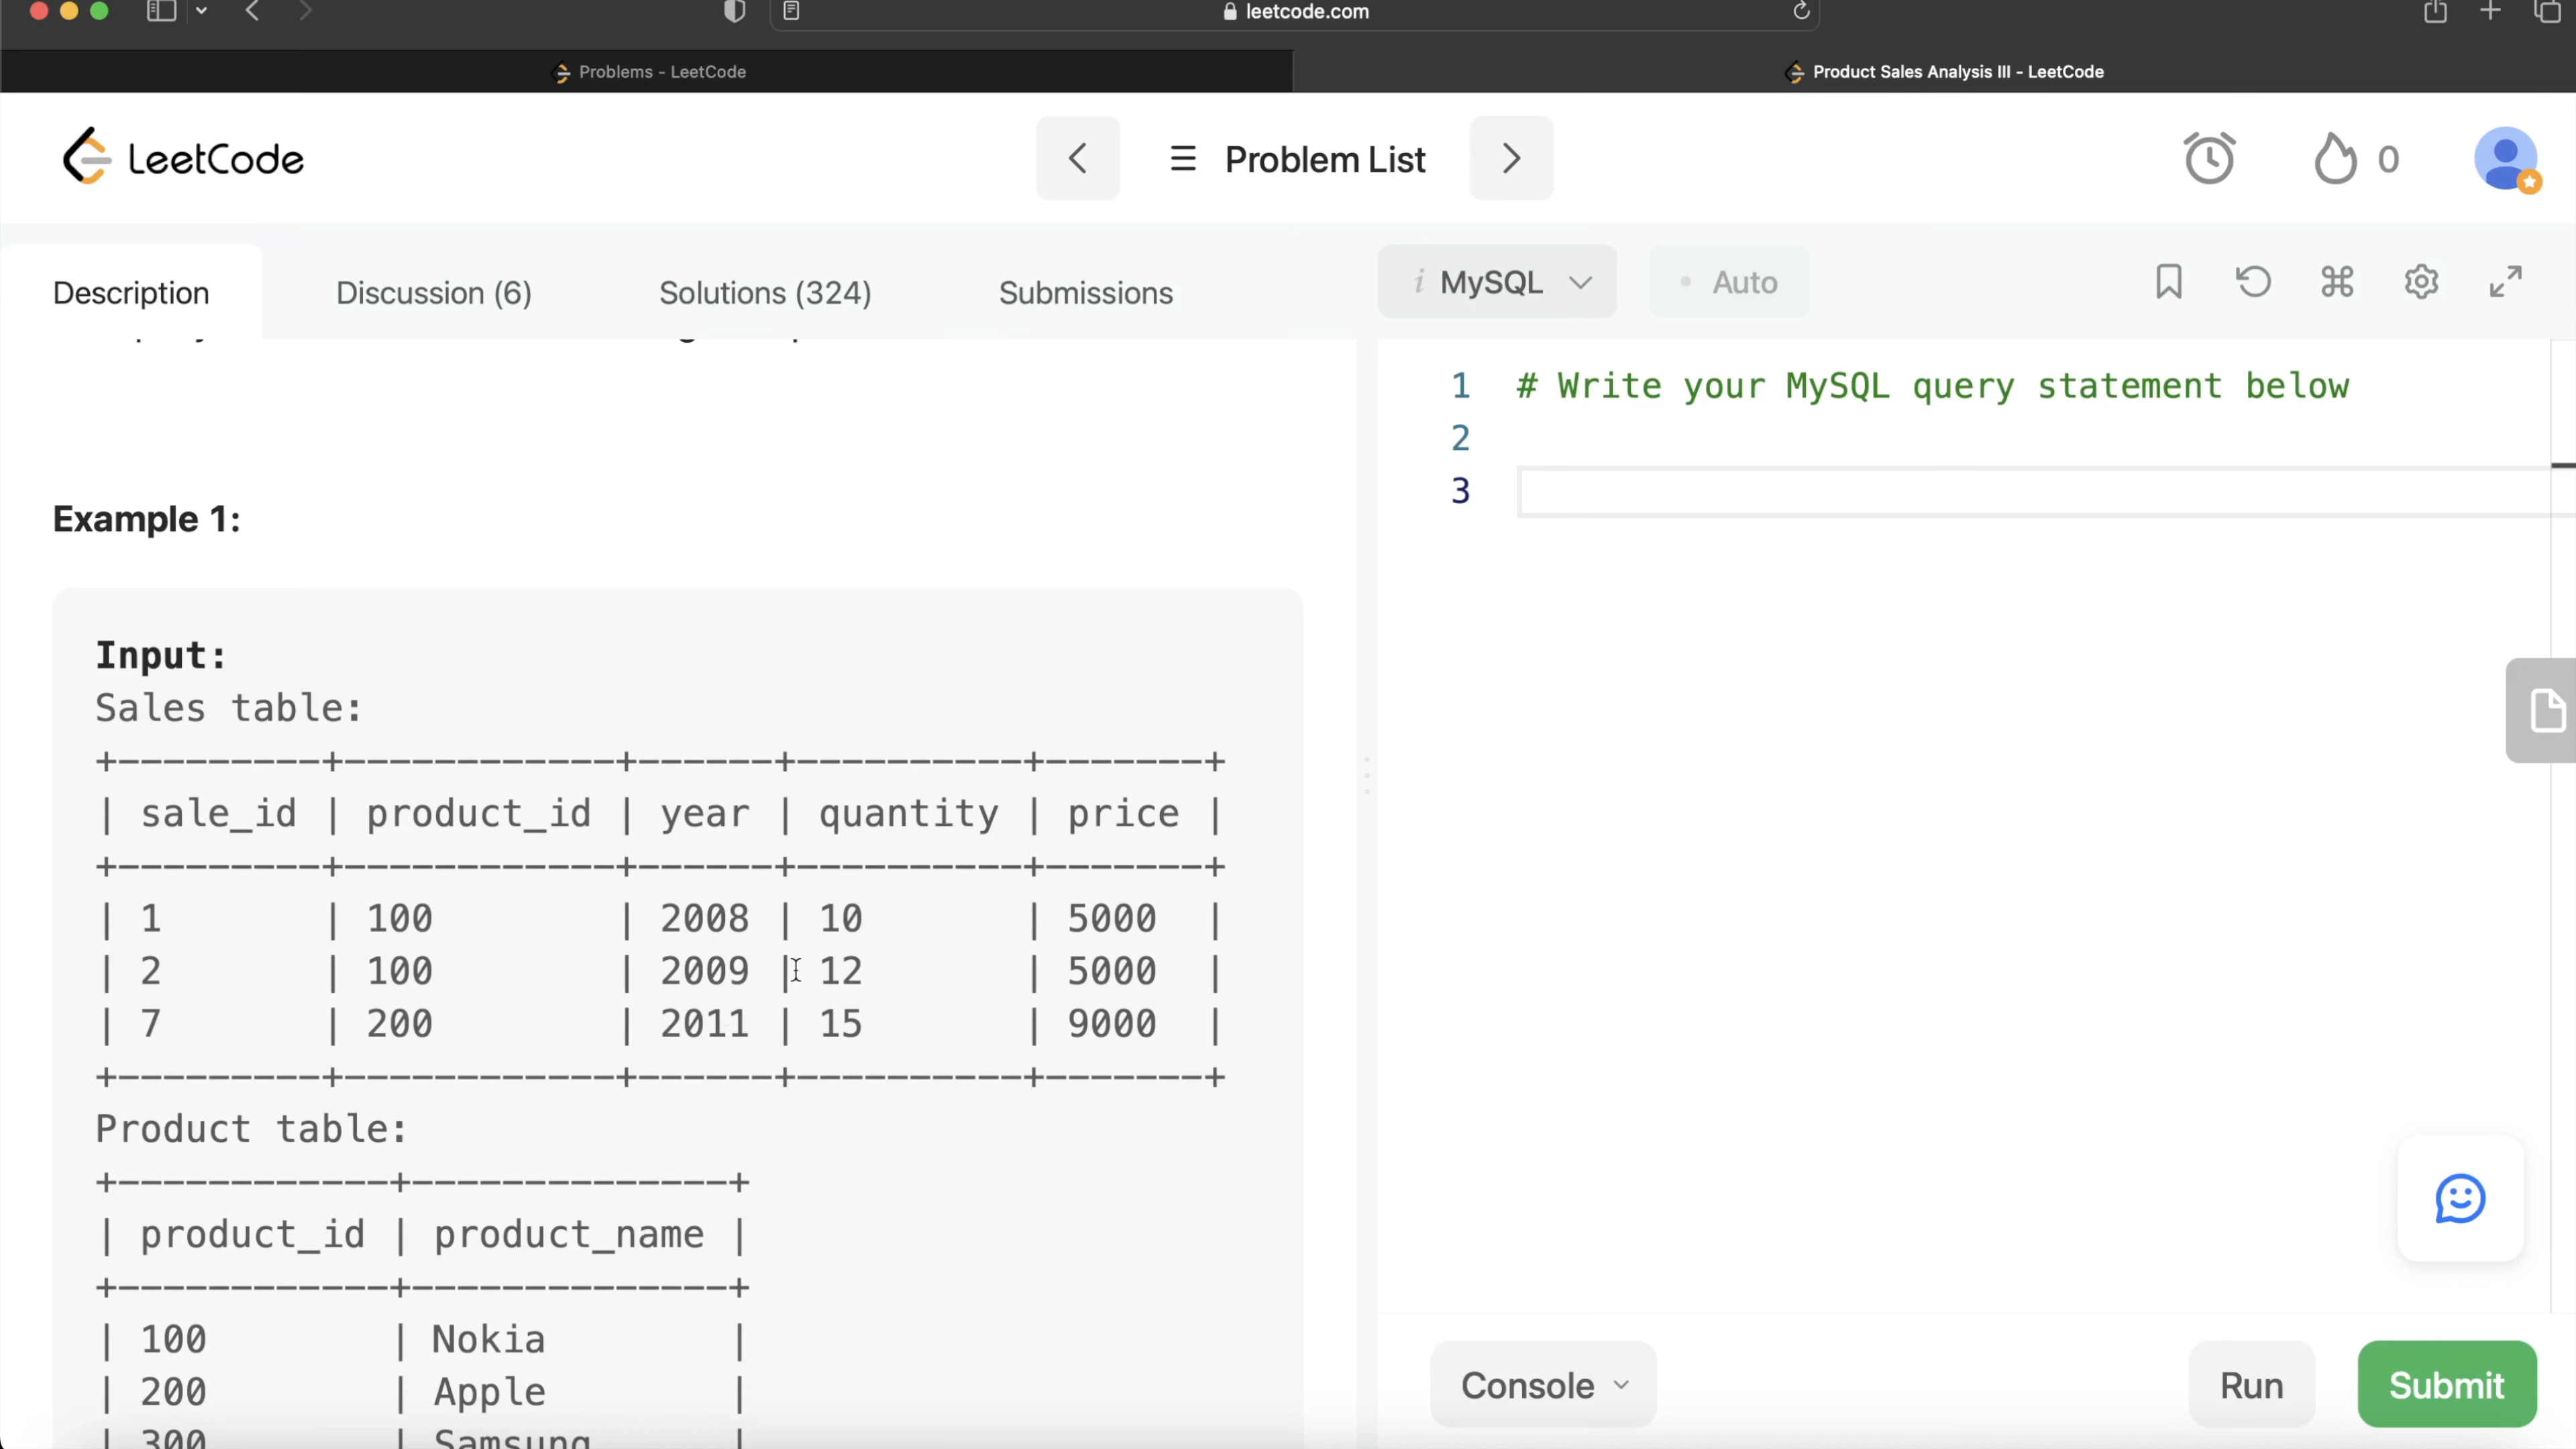 leetcode.com
Problems - LeetCode
Product Sales Analysis III - LeetCode
LeetCode
Problem List
0
Description
Discussion (6)
Solutions (324)
Submissions
i MySQL
Auto
1 # Write your MySQL query statement below
2
3
Example 1:
Input:
Sales table:
+---------+------------+------+----------+-------+
| sale_id | product_id | year | quantity | price |
+---------+------------+------+----------+-------+
| 1 | 100 | 2008 | 10 | 5000 |
| 2 | 100 | 2009 | 12 | 5000 |
| 7 | 200 | 2011 | 15 | 9000 |
+---------+------------+------+----------+-------+
Product table:
+------------+--------------+
| product_id | product_name |
+------------+--------------+
| 100 | Nokia |
| 200 | Apple |
| 300 | Samsung |
Console
Run
Submit